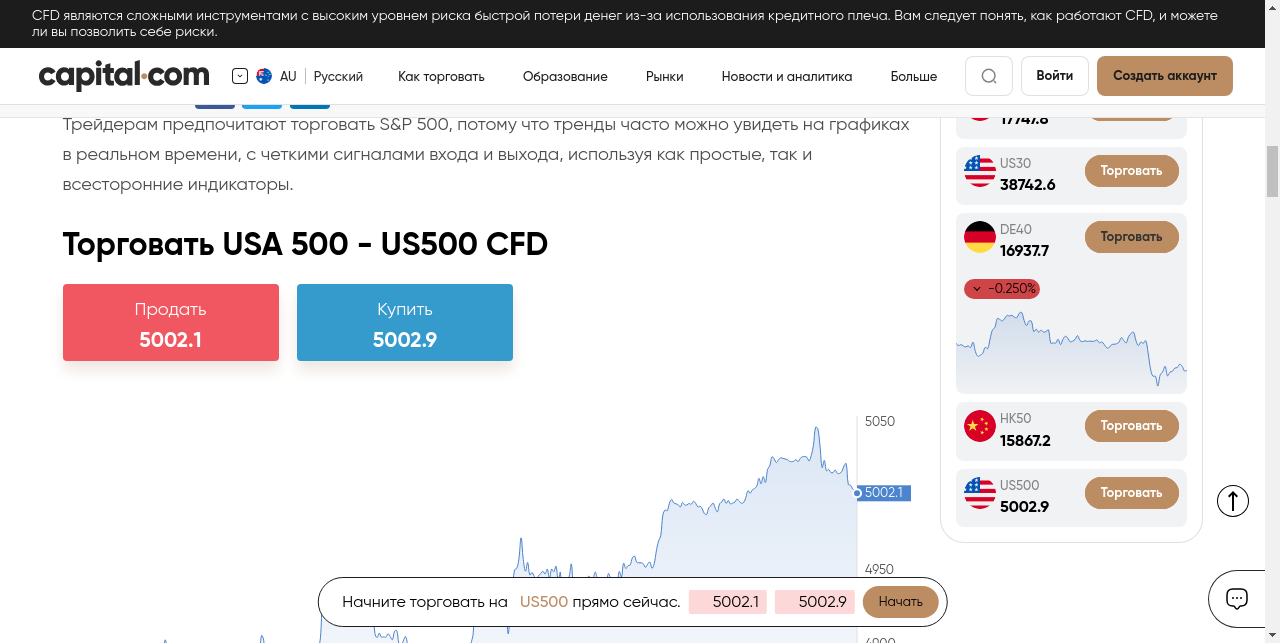 CFD являются сложными инструментами с высоким уровнем риска быстрой потери денег из-за использования кредитного плеча. Вам следует понять, как работают CFD, и можете
ли вы позволить себе риски.
capital.com
AU
Русский
Как торговать
Образование
Рынки
Новости и аналитика
Больше
Войти
Создать аккаунт
Трейдерам предпочитают торговать S&P 500, потому что тренды часто можно увидеть на графиках
в реальном времени, с четкими сигналами входа и выхода, используя как простые, так и
всесторонние индикаторы.
Торговать USA 500 - US500 CFD
Продать
5002.1
Купить
5002.9
5050
5002.1
4950
4900
17747.8
US30
38742.6
Торговать
DE40
16937.7
Торговать
-0.250%
HK50
15867.2
Торговать
US500
5002.9
Торговать
Начните торговать на US500 прямо сейчас.
5002.1
5002.9
Начать